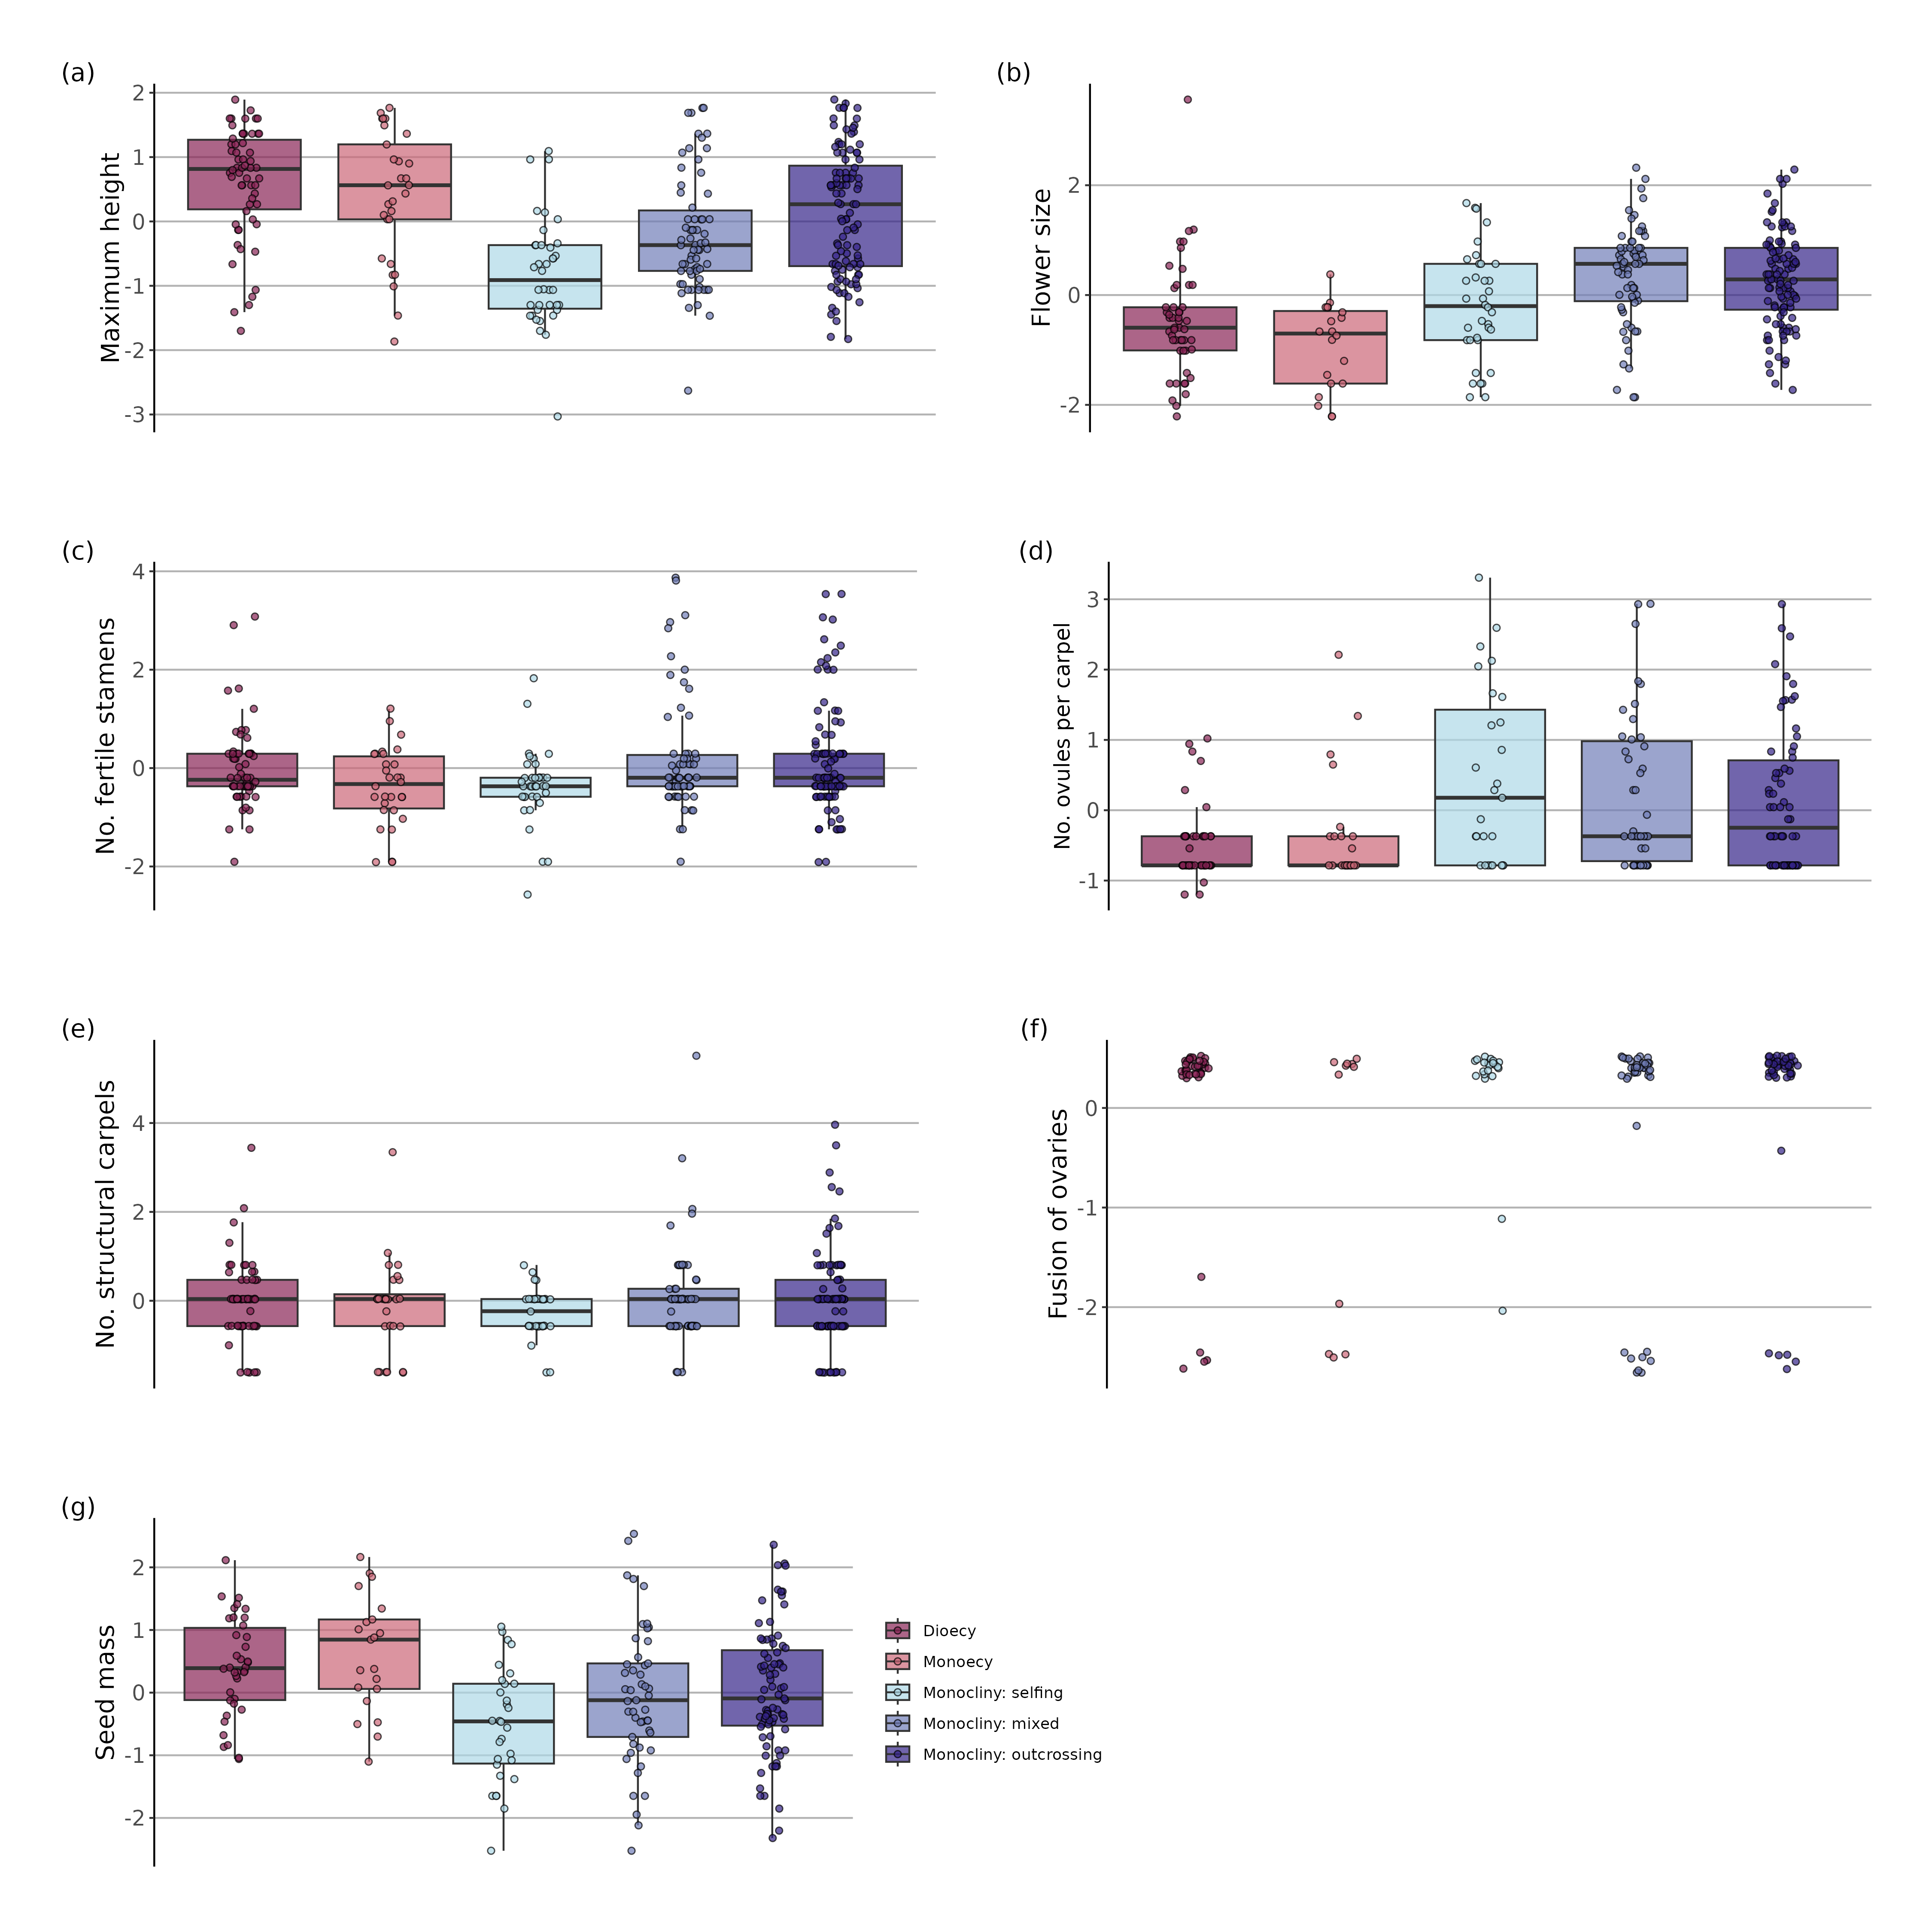 (a)
Maximum height
2
1
0
-1
-2
-3
(b)
Flower size
2
0
-2
(c)
No. fertile stamens
4
2
0
-2
(d)
No. ovules per carpel
3
2
1
0
-1
(e)
No. structural carpels
4
2
0
(f)
Fusion of ovaries
0
-1
-2
(g)
Seed mass
2
1
0
-1
-2
Dioecy
Monoecy
Monocliny: selfing
Monocliny: mixed
Monocliny: outcrossing